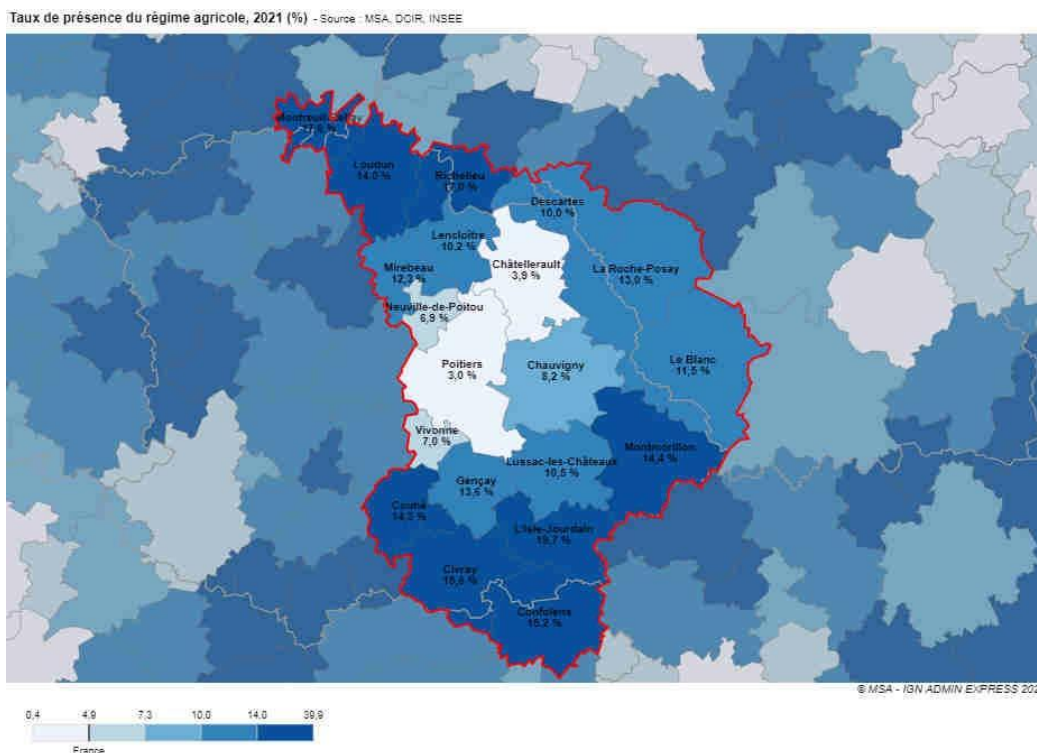 Taux de présence du régime agricole, 2021 (%) - Source : MSA, DOIR, INSEE
Loudun
14,0 %
Richelieu
17,0 %
Descartes
10,0 %
Lencloître
10,2 %
Châtellerault
3,9 %
Mirebeau
12,3 %
La Roche-Posay
13,0 %
Neuville-de-Poitou
6,9 %
Poitiers
3,0 %
Chauvigny
8,2 %
Le Blanc
11,5 %
Vivonne
7,0 %
Montmorillon
14,4 %
Lussac-les-Châteaux
10,5 %
Gençay
13,6 %
Couhé
14,3 %
L'Isle-Jourdain
19,7 %
Civray
Confolens
15,2 %
© MSA - IGN ADMIN EXPRESS
0,4 4,9 7,3 10,0 14,0 39,9
France